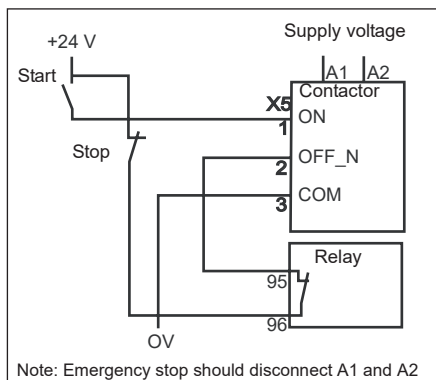 Supply voltage
+24 V
A1 A2
Start
Contactor
X5
ON
1
Stop
OFF_N
2
COM
3
Relay
95
96
OV
Note: Emergency stop should disconnect A1 and A2